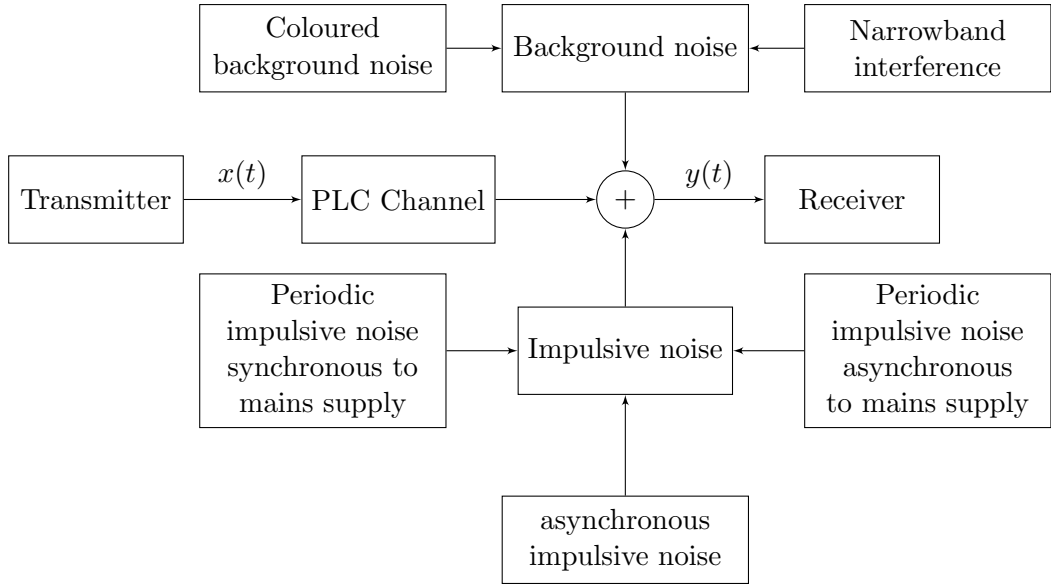 Coloured
background noise
Background noise
Narrowband
interference
Transmitter
x(t)
PLC Channel
+
y(t)
Receiver
Periodic
impulsive noise
synchronous to
mains supply
Impulsive noise
Periodic
impulsive noise
asynchronous
to mains supply
asynchronous
impulsive noise